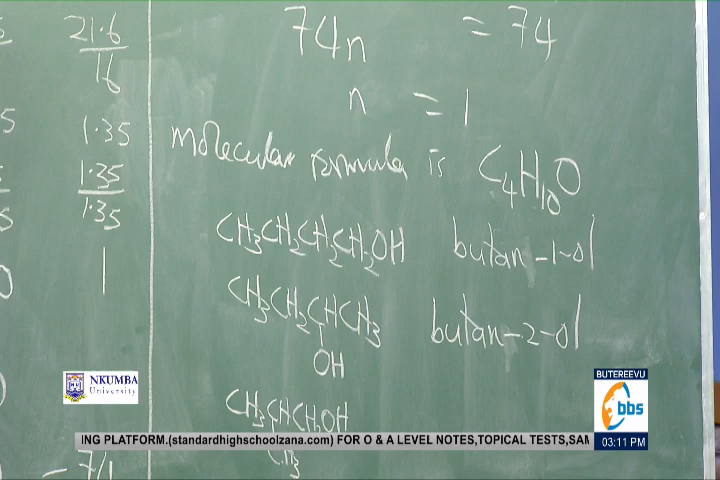 21.6
16
1.35
1.35
1.35
1
74n = 74
n = 1
molecular formula is C4H10O
CH3CH2CH2CH2OH butan-1-ol
CH3CH2CHCH3 butan-2-ol
OH
CH3CHCH2OH
NKUMBA
University
BUTEREEVU
bbs
03:11 PM
ING PLATFORM.(standardhighschoolzana.com) FOR O & A LEVEL NOTES,TOPICAL TESTS,SAM